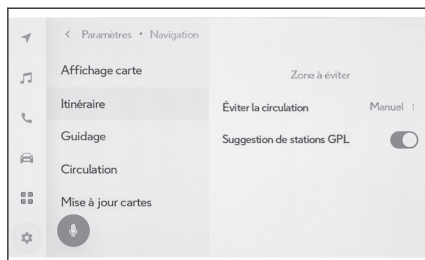 < Paramètres • Navigation
Affichage carte
Itinéraire
Guidage
Circulation
Mise à jour cartes
Zone à éviter
Éviter la circulation Manuel
Suggestion de stations GPL